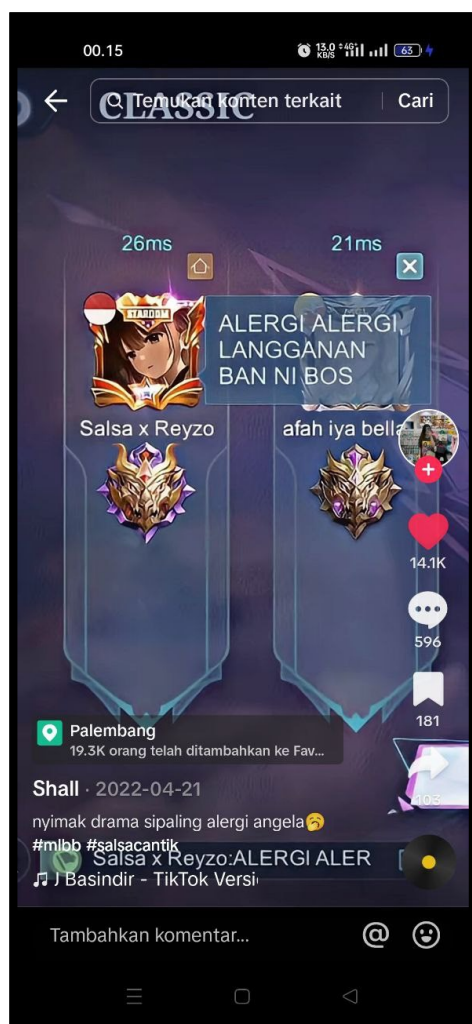 00.15
13.0 KB/S
4G+
63
Temukan konten terkait
Cari
CLASSIC
26ms
21ms
STARDOM
ALERGI ALERGI,
LANGGANAN
BAN NI BOS
Salsa x Reyzo
afah iya bella
14.1K
596
181
103
Palembang
19.3K orang telah ditambahkan ke Fav...
Shall · 2022-04-21
nyimak drama sipaling alergi angela🥱
#mlbb #salsacantik
Salsa x Reyzo:ALERGI ALER
Basindir - TikTok Versi
Tambahkan komentar...